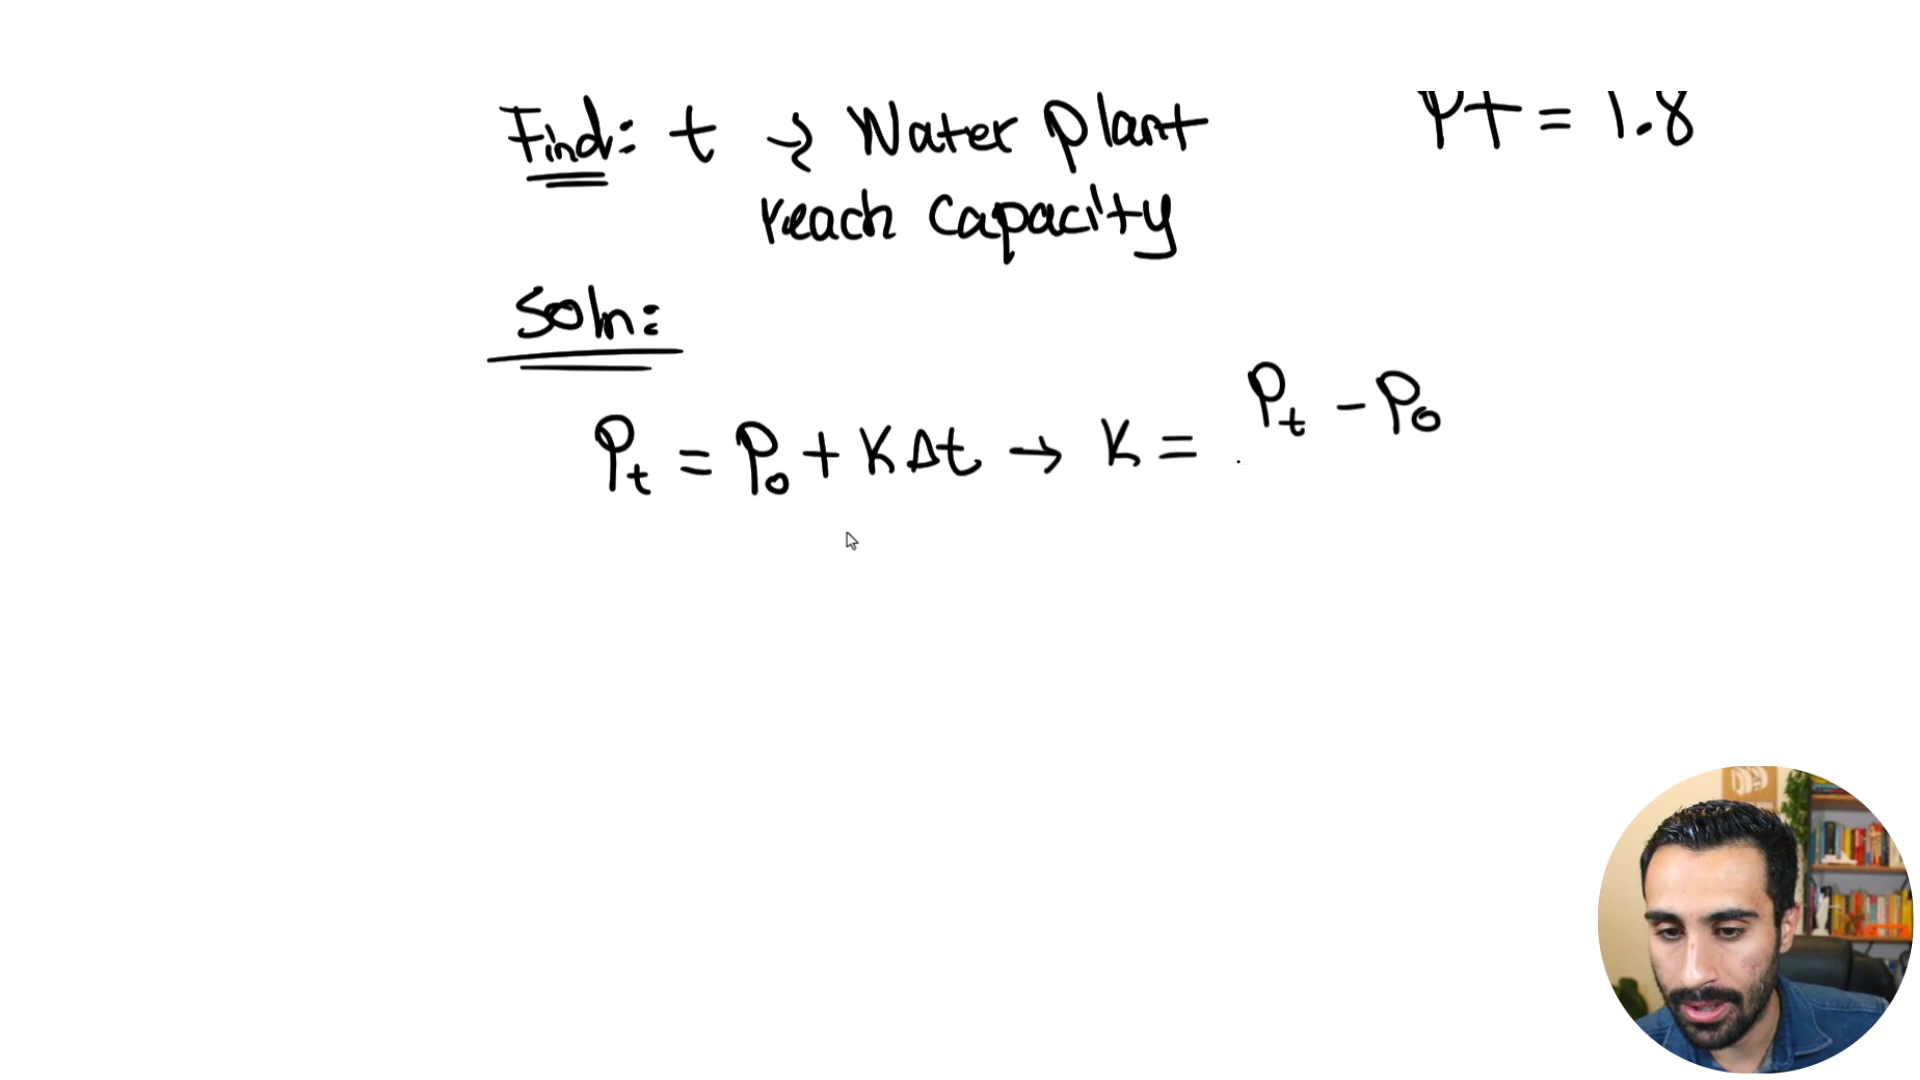 Find: t → Water plant
reach capacity
PT = 1.8
Soln:
Pt = Po + KΔt → K = Pt - Po